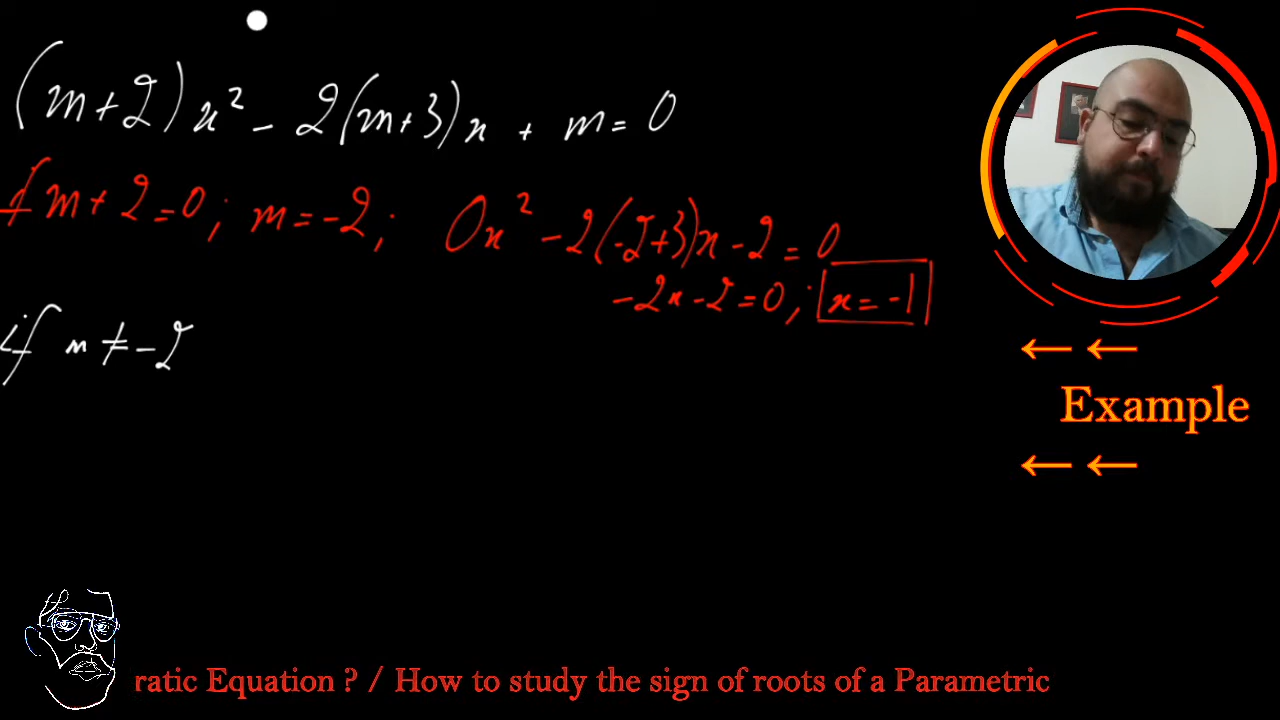 (m+2)x² - 2(m+3)x + m = 0
if m+2=0; m=-2; 0x² -2(-2+3)x -2 = 0
-2x -2 = 0; x = -1
if m ≠ -2
← ←
Example
← ←
ratic Equation ? / How to study the sign of roots of a Parametric